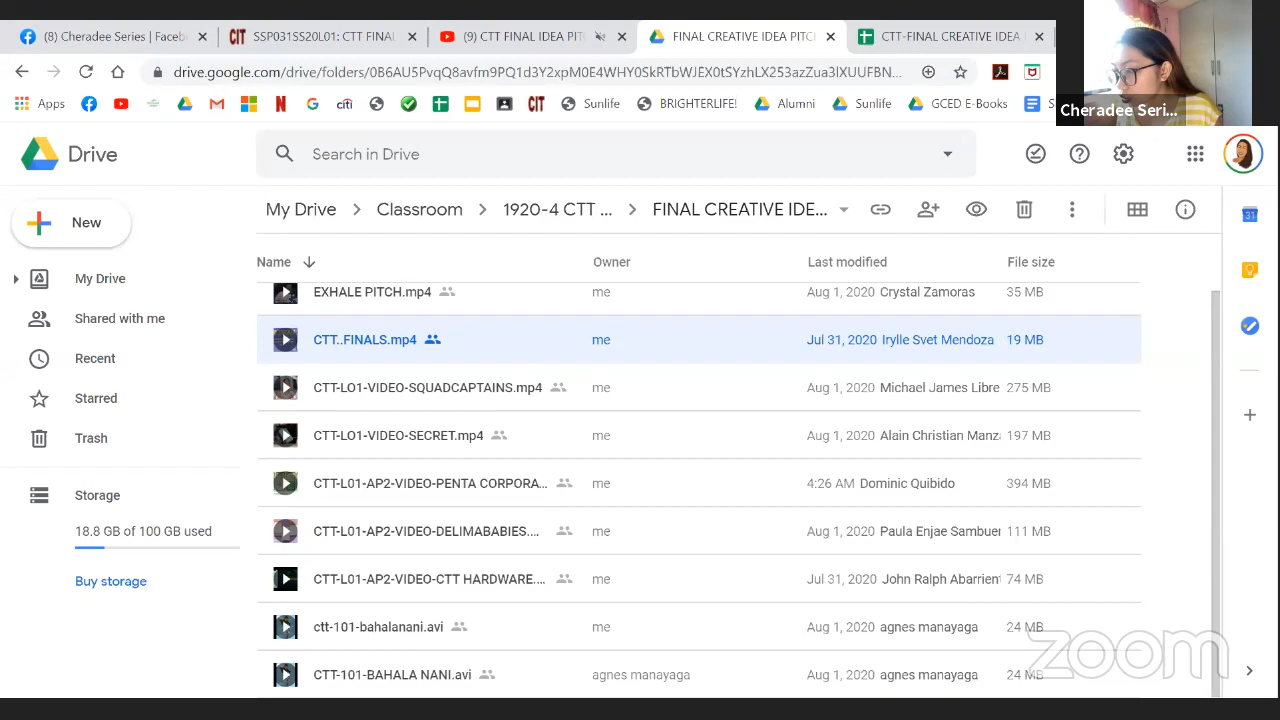 (8) Cheradee Series | Faceb
CIT SSP031SS20L01: CTT FINAL
(9) CTT FINAL IDEA PIT
FINAL CREATIVE IDEA PITCH
CTT-FINAL CREATIVE IDEA
Apps
citi
CIT
Sunlife
BRIGHTERLIFE!
Alumni
Sunlife
GCED E-Books
Cheradee Seri...
Drive
Search in Drive
New
My Drive
Shared with me
Recent
Starred
Trash
Storage
18.8 GB of 100 GB used
Buy storage
My Drive > Classroom > 1920-4 CTT ... > FINAL CREATIVE IDE...
Name Owner Last modified File size
EXHALE PITCH.mp4 me Aug 1, 2020 Crystal Zamoras 35 MB
CTT..FINALS.mp4 me Jul 31, 2020 Irylle Svet Mendoza 19 MB
CTT-LO1-VIDEO-SQUADCAPTAINS.mp4 me Aug 1, 2020 Michael James Libre 275 MB
CTT-LO1-VIDEO-SECRET.mp4 me Aug 1, 2020 Alain Christian Manz 197 MB
CTT-L01-AP2-VIDEO-PENTA CORPORA... me 4:26 AM Dominic Quibido 394 MB
CTT-L01-AP2-VIDEO-DELIMABABIES.... me Aug 1, 2020 Paula Enjae Sambue 111 MB
CTT-L01-AP2-VIDEO-CTT HARDWARE.... me Jul 31, 2020 John Ralph Abarrien 74 MB
ctt-101-bahalanani.avi me Aug 1, 2020 agnes manayaga 24 MB
CTT-101-BAHALA NANI.avi agnes manayaga Aug 1, 2020 agnes manayaga 24 MB
31
zoom